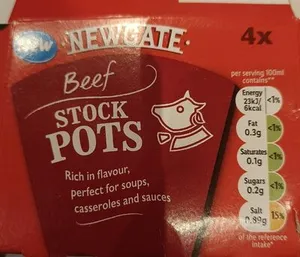 New
NEWGATE
4x
Beef
STOCK
POTS
Rich in flavour,
perfect for soups,
casseroles and sauces
per serving 100ml
contains**
Energy
23kJ/
6kcal
<1%
Fat
0.3g
<1%
Saturates
0.1g
<1%
Sugars
0.2g
<1%
Salt
0.89g
15%
of the reference
intake*